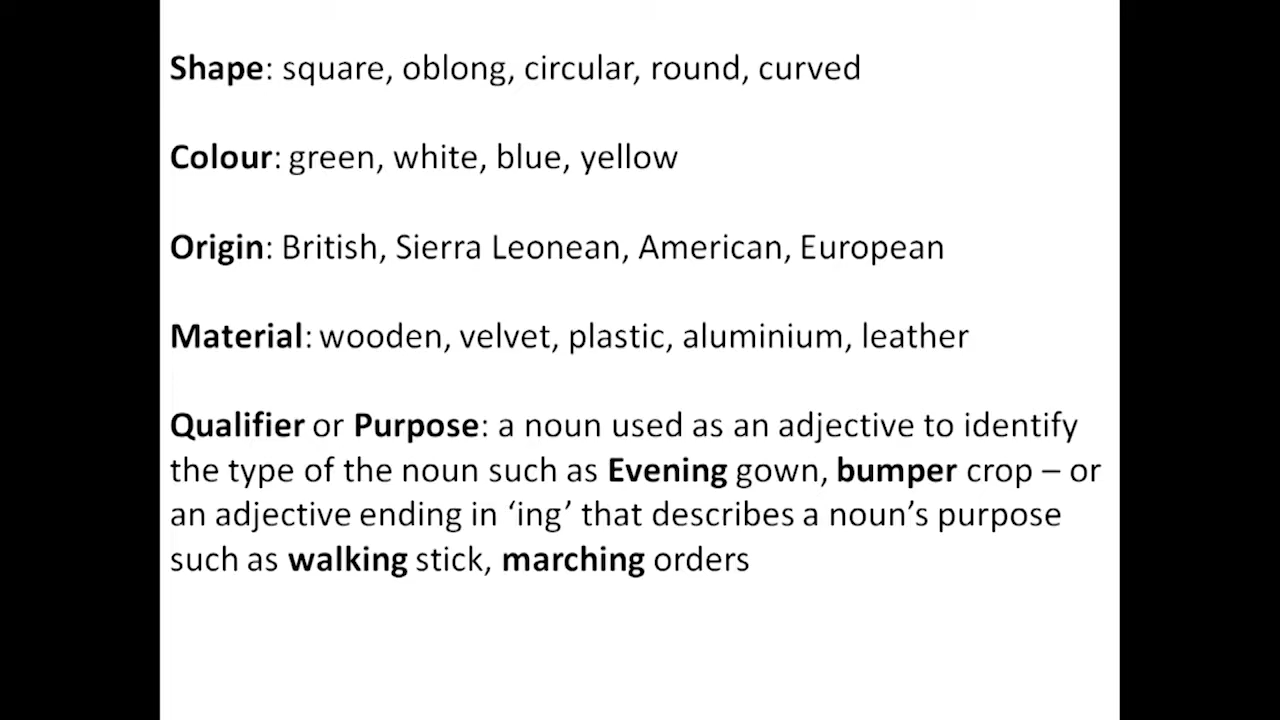 Shape: square, oblong, circular, round, curved
Colour: green, white, blue, yellow
Origin: British, Sierra Leonean, American, European
Material: wooden, velvet, plastic, aluminium, leather
Qualifier or Purpose: a noun used as an adjective to identify
the type of the noun such as Evening gown, bumper crop – or
an adjective ending in ‘ing’ that describes a noun’s purpose
such as walking stick, marching orders